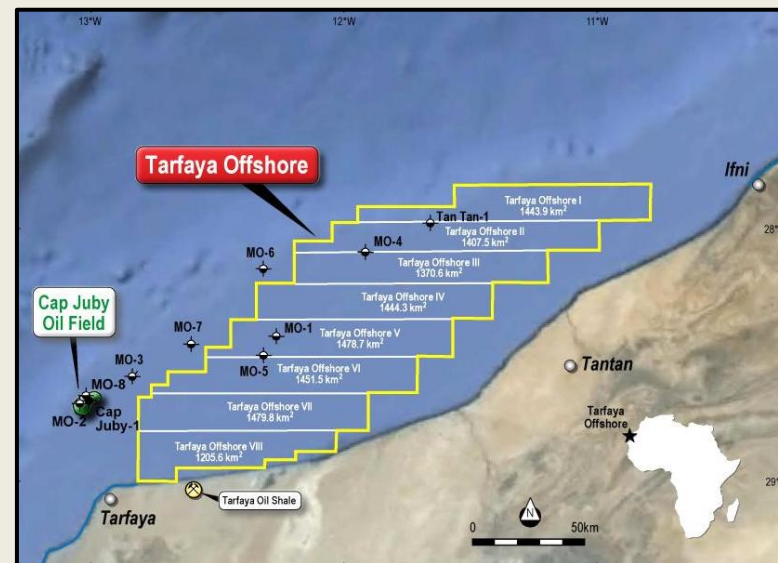 13°W
12°W
11°W
Tarfaya Offshore
Ifni
Tarfaya Offshore I
1443.9 km²
Tan Tan-1
28°
Tarfaya Offshore II
1407.5 km²
MO-4
Tarfaya Offshore III
1370.6 km²
MO-6
Cap Juby
Oil Field
Tarfaya Offshore IV
1444.3 km²
MO-7
MO-1
Tarfaya Offshore V
1478.7 km²
MO-5
Tantan
MO-3
Tarfaya Offshore VI
1451.5 km²
MO-8
MO-2
Cap
Juby-1
Tarfaya Offshore VII
1479.8 km²
Tarfaya
Offshore
Tarfaya Offshore VIII
1205.6 km²
29°
Tarfaya
Tarfaya Oil Shale
N
0
50km